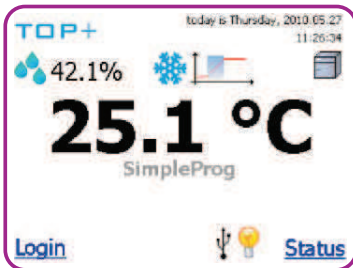 TOP+
today is Thursday, 2010.05.27
11:26:34
42.1%
25.1 °C
SimpleProg
Login
Status